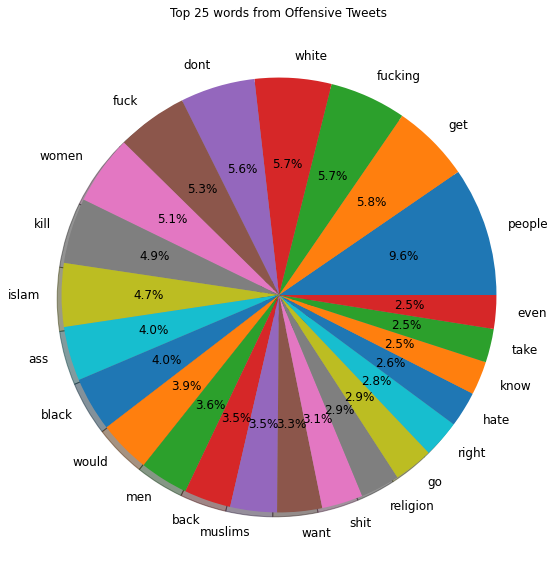 Top 25 words from Offensive Tweets
people
9.6%
get
5.8%
fucking
5.7%
white
5.7%
dont
5.6%
fuck
5.3%
women
5.1%
kill
4.9%
islam
4.7%
ass
4.0%
black
4.0%
would
3.9%
men
3.6%
back
3.5%
muslims
3.5%
want
3.3%
shit
3.1%
religion
2.9%
go
2.9%
right
2.8%
hate
2.6%
know
2.5%
take
2.5%
even
2.5%